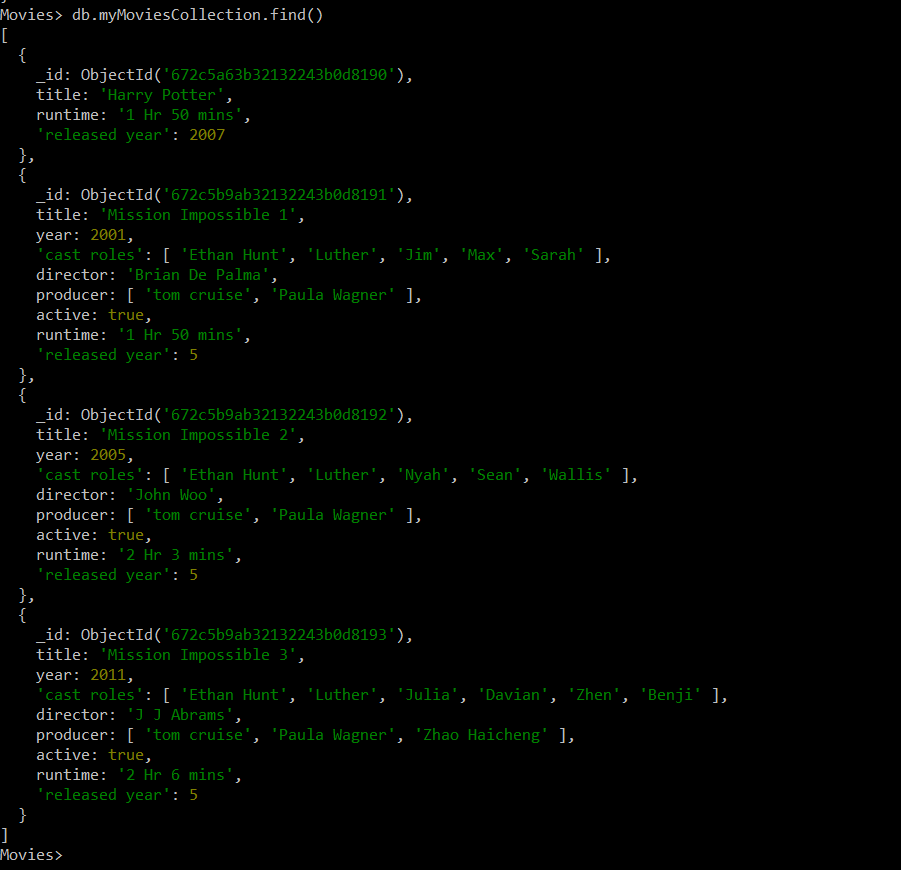 Movies> db.myMoviesCollection.find()
[
  {
    _id: ObjectId('672c5a63b32132243b0d8190'),
    title: 'Harry Potter',
    runtime: '1 Hr 50 mins',
    'released year': 2007
  },
  {
    _id: ObjectId('672c5b9ab32132243b0d8191'),
    title: 'Mission Impossible 1',
    year: 2001,
    'cast roles': [ 'Ethan Hunt', 'Luther', 'Jim', 'Max', 'Sarah' ],
    director: 'Brian De Palma',
    producer: [ 'tom cruise', 'Paula Wagner' ],
    active: true,
    runtime: '1 Hr 50 mins',
    'released year': 5
  },
  {
    _id: ObjectId('672c5b9ab32132243b0d8192'),
    title: 'Mission Impossible 2',
    year: 2005,
    'cast roles': [ 'Ethan Hunt', 'Luther', 'Nyah', 'Sean', 'Wallis' ],
    director: 'John Woo',
    producer: [ 'tom cruise', 'Paula Wagner' ],
    active: true,
    runtime: '2 Hr 3 mins',
    'released year': 5
  },
  {
    _id: ObjectId('672c5b9ab32132243b0d8193'),
    title: 'Mission Impossible 3',
    year: 2011,
    'cast roles': [ 'Ethan Hunt', 'Luther', 'Julia', 'Davian', 'Zhen', 'Benji' ],
    director: 'J J Abrams',
    producer: [ 'tom cruise', 'Paula Wagner', 'Zhao Haicheng' ],
    active: true,
    runtime: '2 Hr 6 mins',
    'released year': 5
  }
]
Movies>